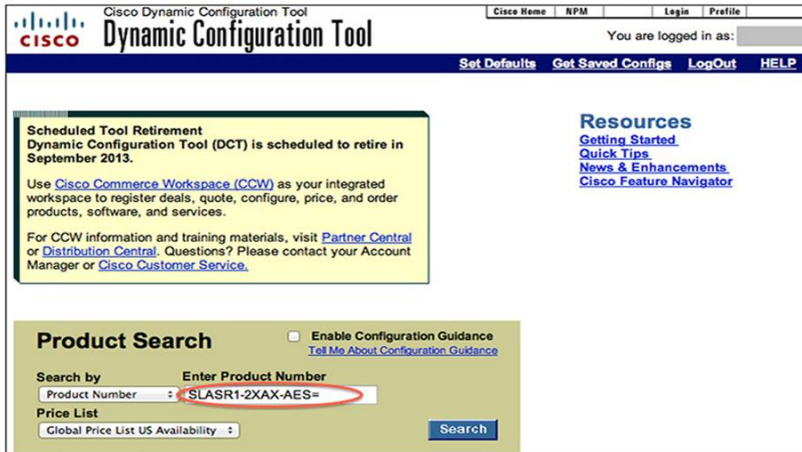 Cisco Dynamic Configuration Tool
Cisco Home NPM Login Profile
CISCO Dynamic Configuration Tool
You are logged in as:
Set Defaults Get Saved Configs LogOut HELP
Scheduled Tool Retirement
Dynamic Configuration Tool (DCT) is scheduled to retire in
September 2013.
Use Cisco Commerce Workspace (CCW) as your integrated
workspace to register deals, quote, configure, price, and order
products, software, and services.
For CCW information and training materials, visit Partner Central
or Distribution Central. Questions? Please contact your Account
Manager or Cisco Customer Service.
Resources
Getting Started
Quick Tips
News & Enhancements
Cisco Feature Navigator
Product Search
Enable Configuration Guidance
Tell Me About Configuration Guidance
Search by Enter Product Number
Product Number SLASR1-2XAX-AES=
Price List
Global Price List US Availability
Search